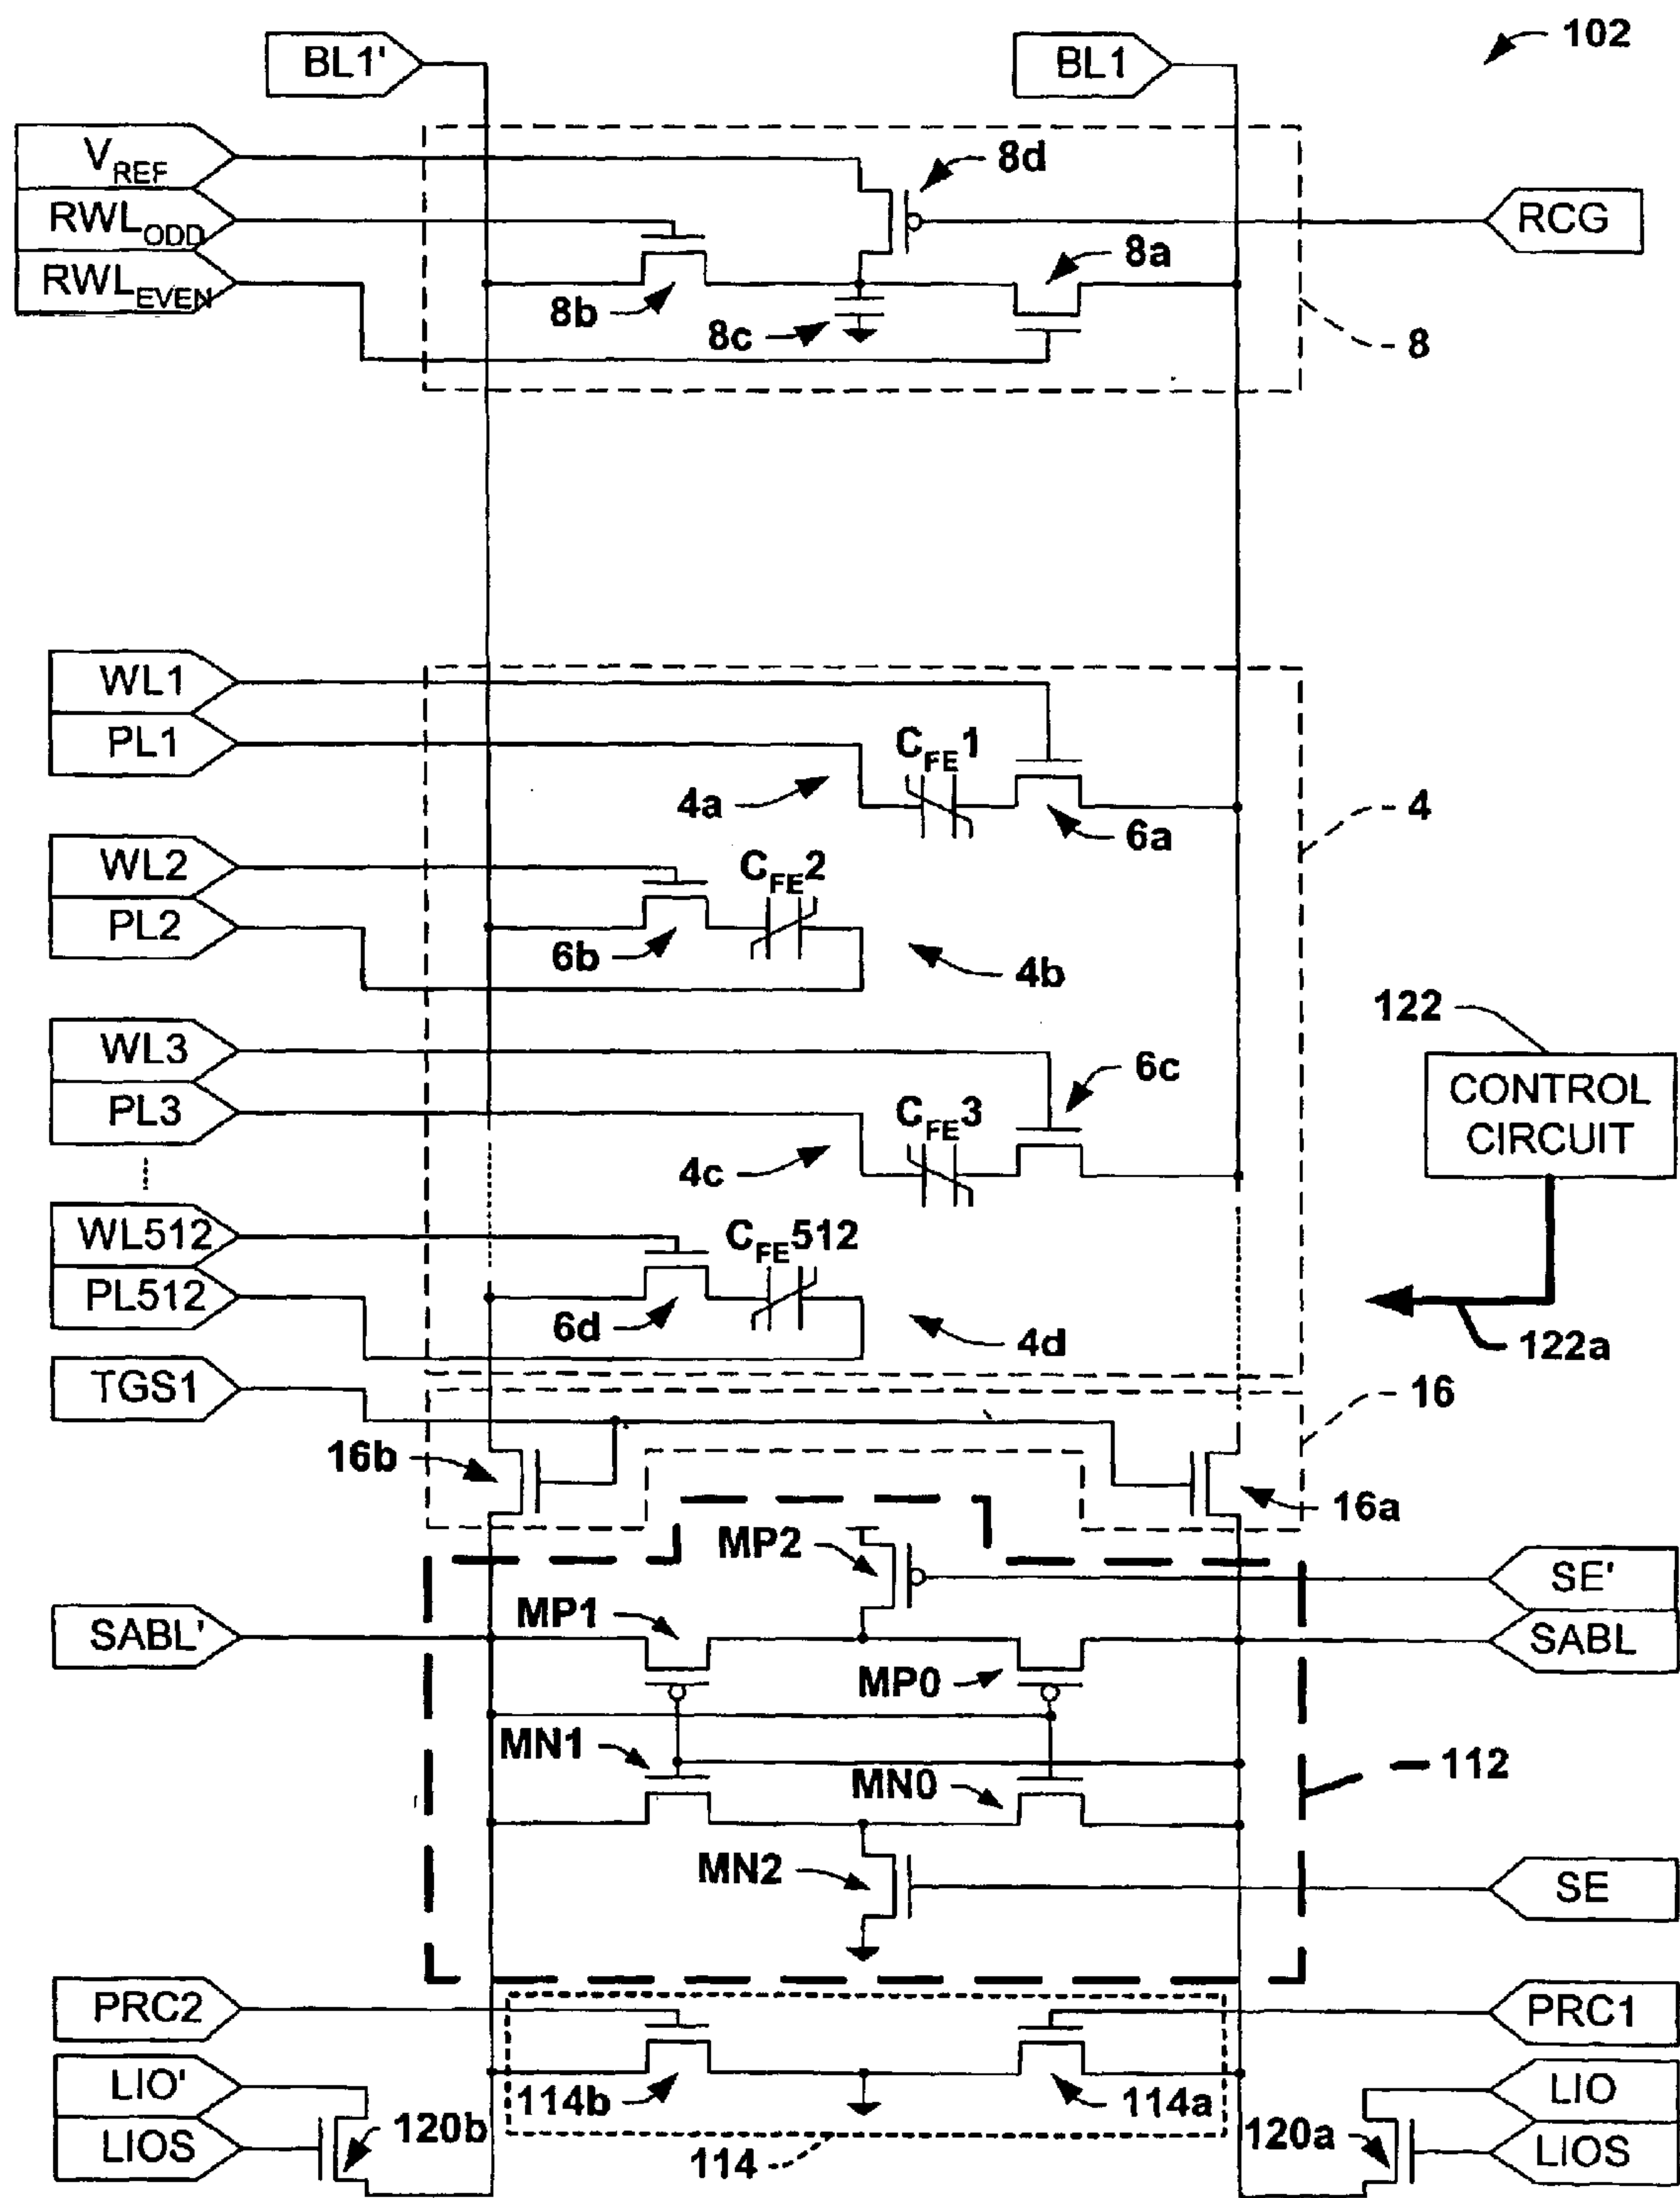 102
BL1'
BL1
VREF
8d
RWLODD
RCG
8a
RWLEVEN
8b
8c
8
WL1
PL1
CFE1
4a
4
6a
WL2
CFE2
PL2
6b
4b
122
WL3
6c
CONTROL
CIRCUIT
PL3
CFE3
4c
WL512
CFE512
PL512
6d
4d
122a
TGS1
16
16b
16a
MP2
SE'
MP1
SABL'
SABL
MP0
MN1
112
MN0
MN2
SE
PRC2
PRC1
LIO'
114b
114a
LIO
120b
120a
LIOS
114
LIOS